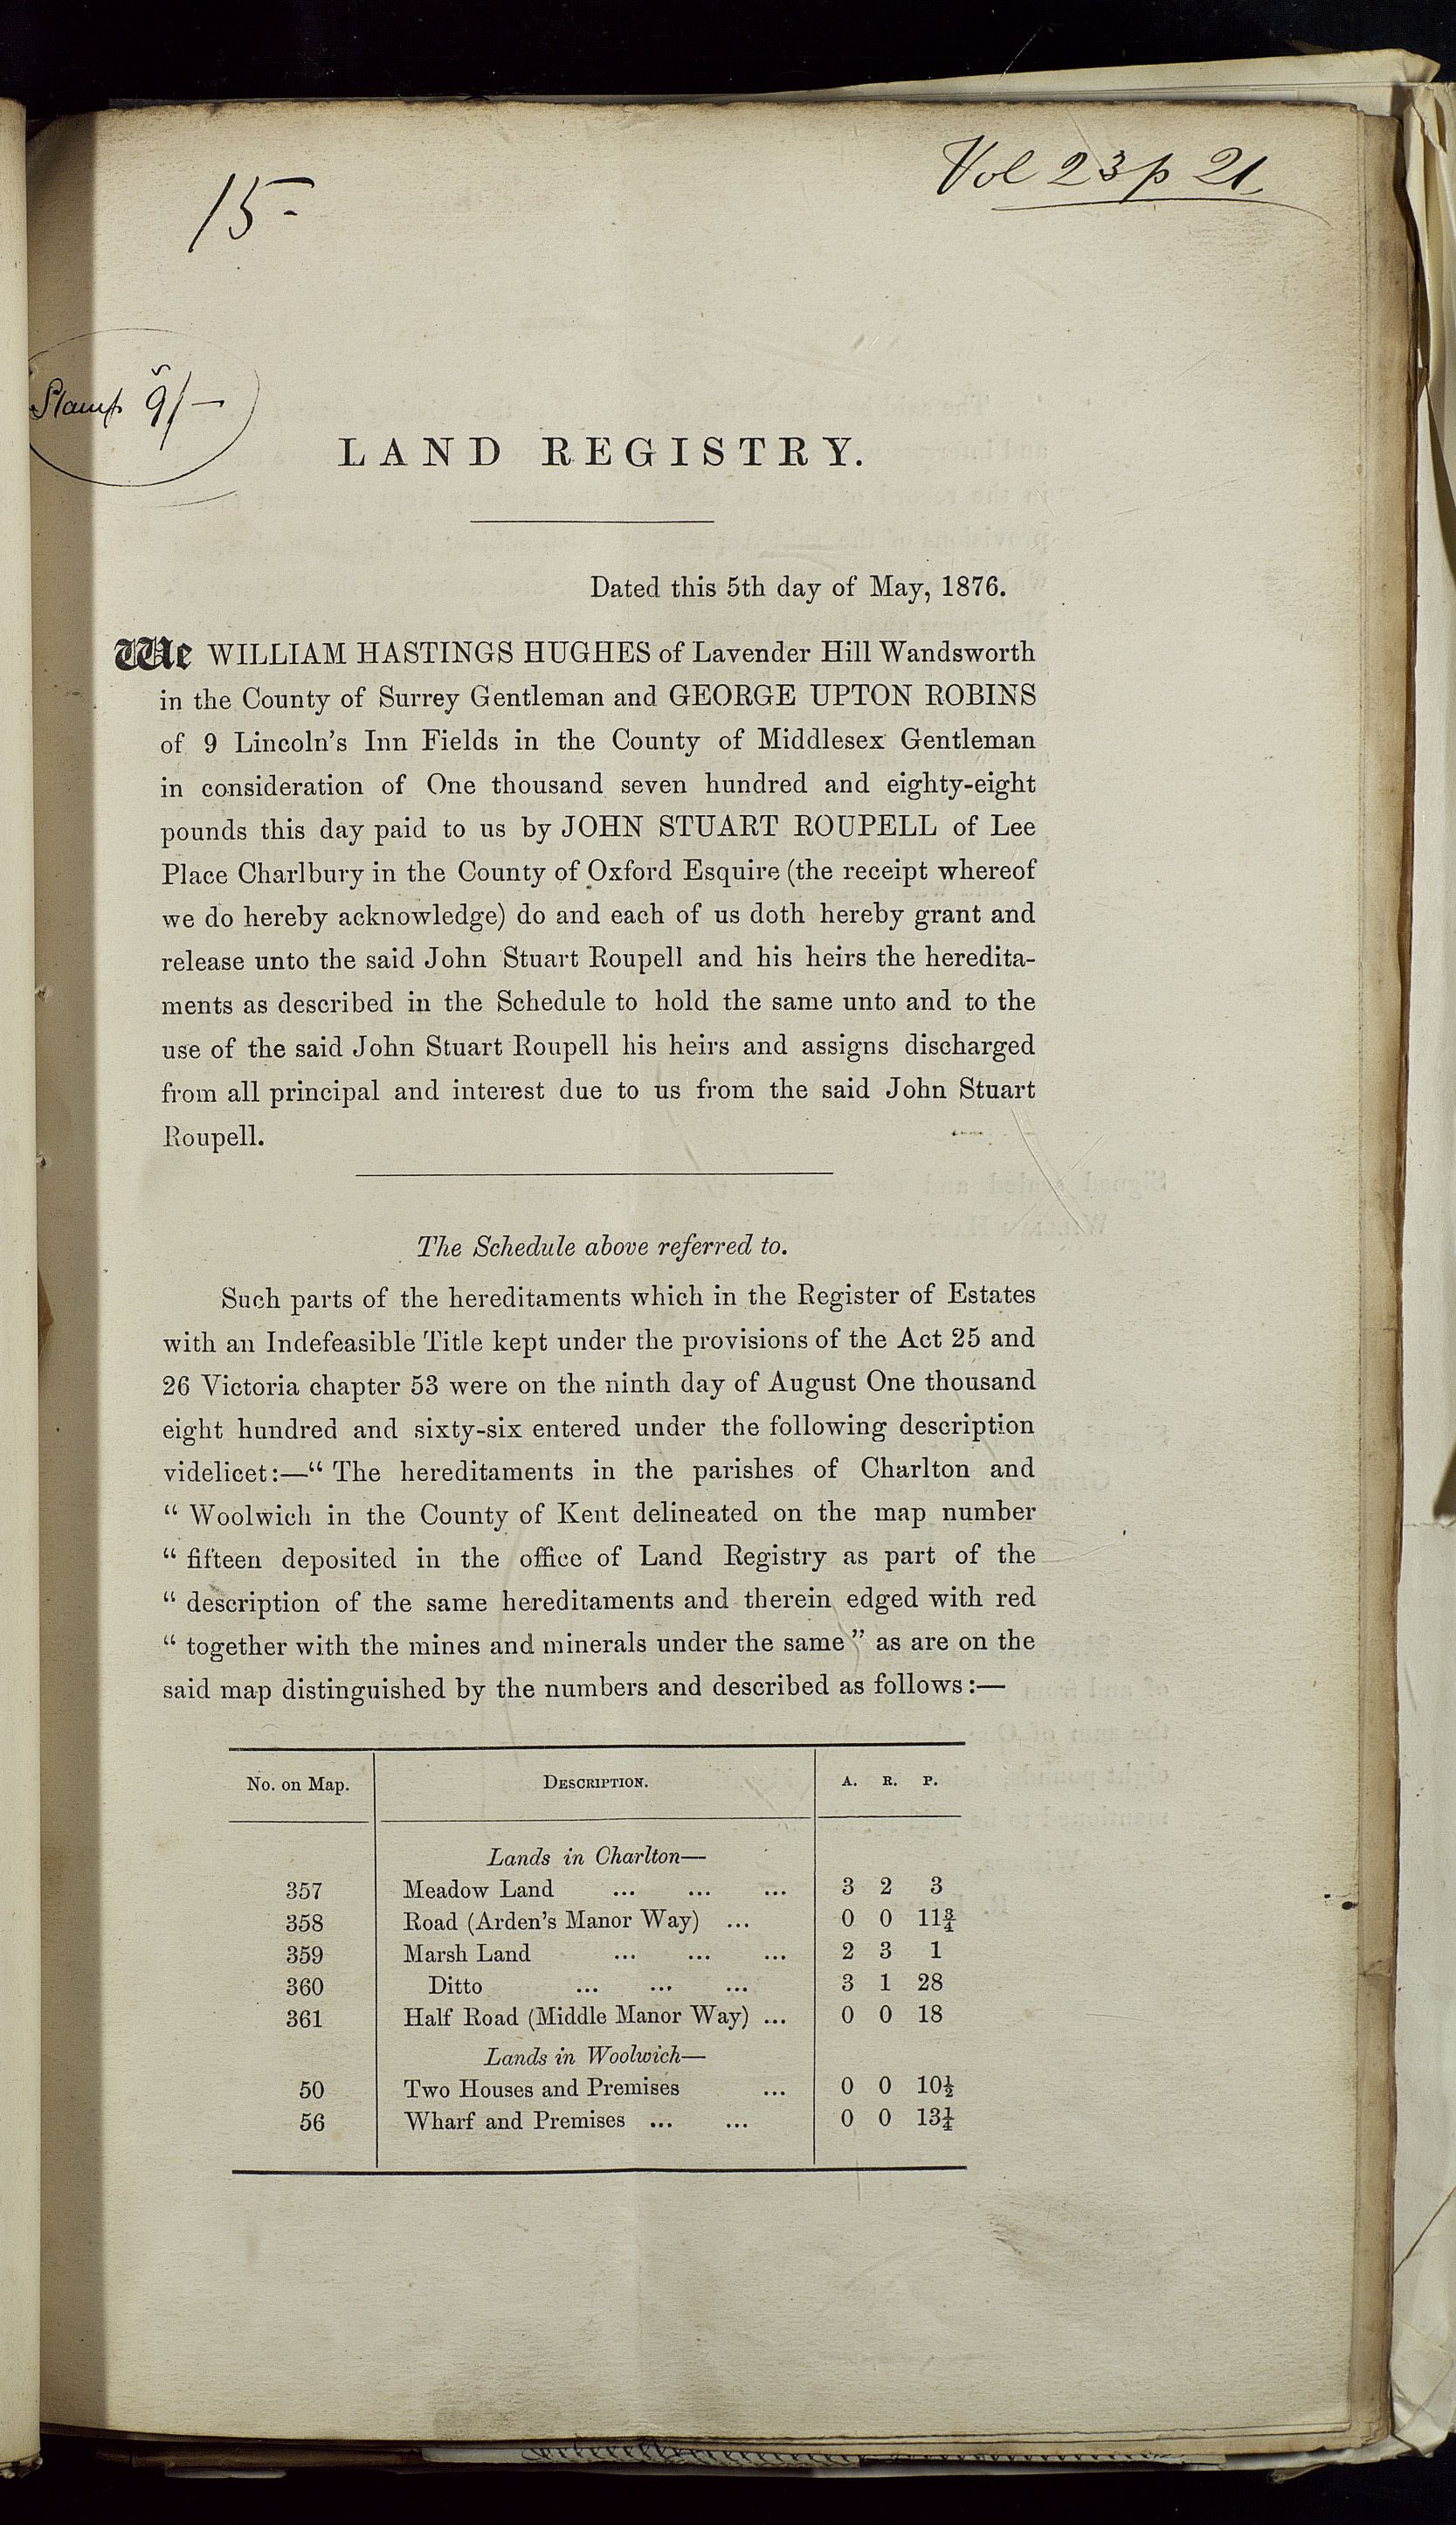 15-
Vol 23 p 21
Stamp 9/-
LAND REGISTRY.
Dated this 5th day of May, 1876.
We WILLIAM HASTINGS HUGHES of Lavender Hill Wandsworth
in the County of Surrey Gentleman and GEORGE UPTON ROBINS
of 9 Lincoln's Inn Fields in the County of Middlesex Gentleman
in consideration of One thousand seven hundred and eighty-eight
pounds this day paid to us by JOHN STUART ROUPELL of Lee
Place Charlbury in the County of Oxford Esquire (the receipt whereof
we do hereby acknowledge) do and each of us doth hereby grant and
release unto the said John Stuart Roupell and his heirs the heredita-
ments as described in the Schedule to hold the same unto and to the
use of the said John Stuart Roupell his heirs and assigns discharged
from all principal and interest due to us from the said John Stuart
Roupell.
The Schedule above referred to.
Such parts of the hereditaments which in the Register of Estates
with an Indefeasible Title kept under the provisions of the Act 25 and
26 Victoria chapter 53 were on the ninth day of August One thousand
eight hundred and sixty-six entered under the following description
videlicet:—“ The hereditaments in the parishes of Charlton and
“ Woolwich in the County of Kent delineated on the map number
“ fifteen deposited in the office of Land Registry as part of the
“ description of the same hereditaments and therein edged with red
“ together with the mines and minerals under the same” as are on the
said map distinguished by the numbers and described as follows:—
No. on Map. DESCRIPTION. A. R. P.
Lands in Charlton—
357 Meadow Land ... ... ... 3 2 3
358 Road (Arden's Manor Way) ... 0 0 11¾
359 Marsh Land ... ... ... 2 3 1
360 Ditto ... ... ... 3 1 28
361 Half Road (Middle Manor Way) ... 0 0 18
Lands in Woolwich—
50 Two Houses and Premises ... 0 0 10½
56 Wharf and Premises ... ... 0 0 13¼